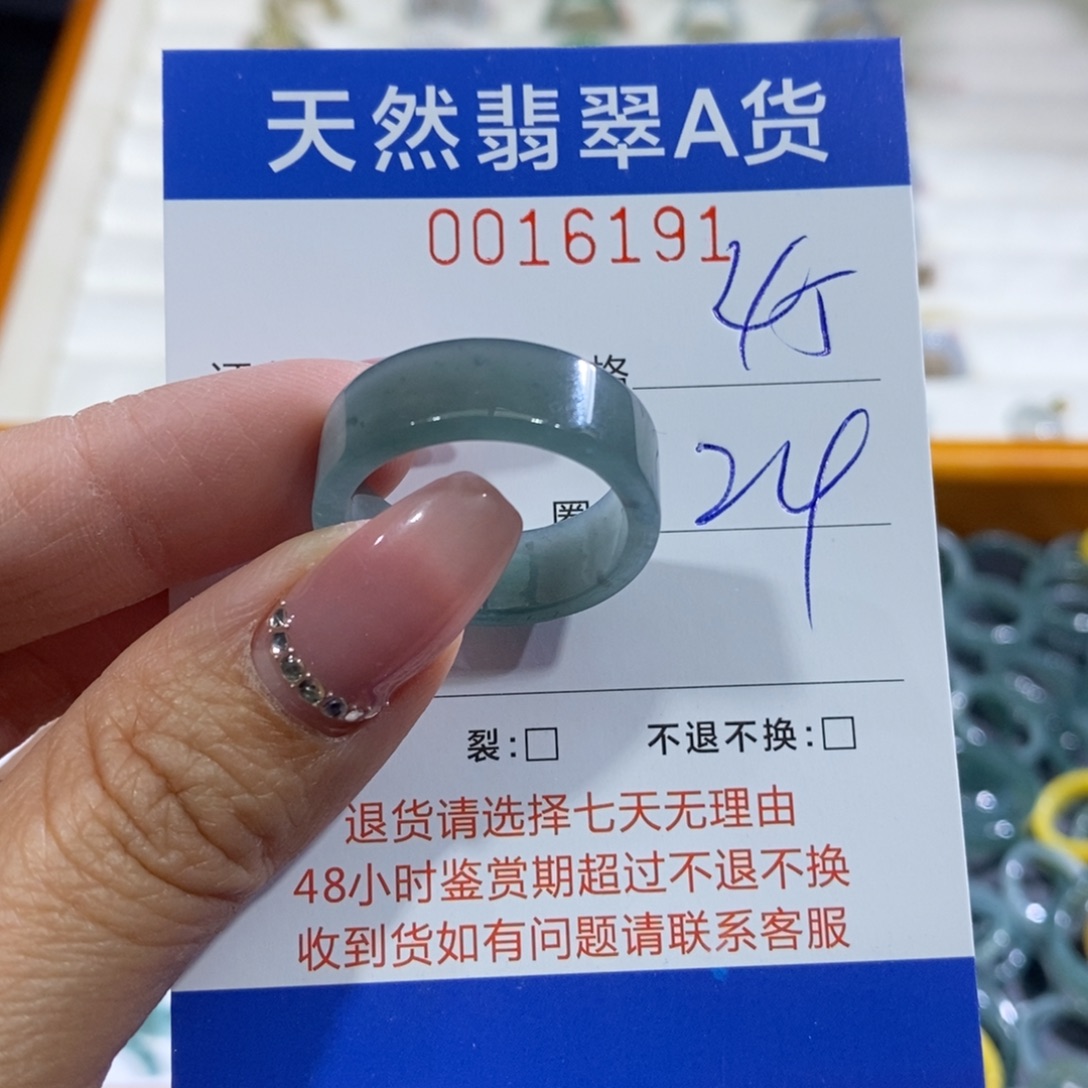 天然翡翠A货
0016191
格
圈 24
裂:□ 不退不换:□
退货请选择七天无理由
48小时鉴赏期超过不退不换
收到货如有问题请联系客服